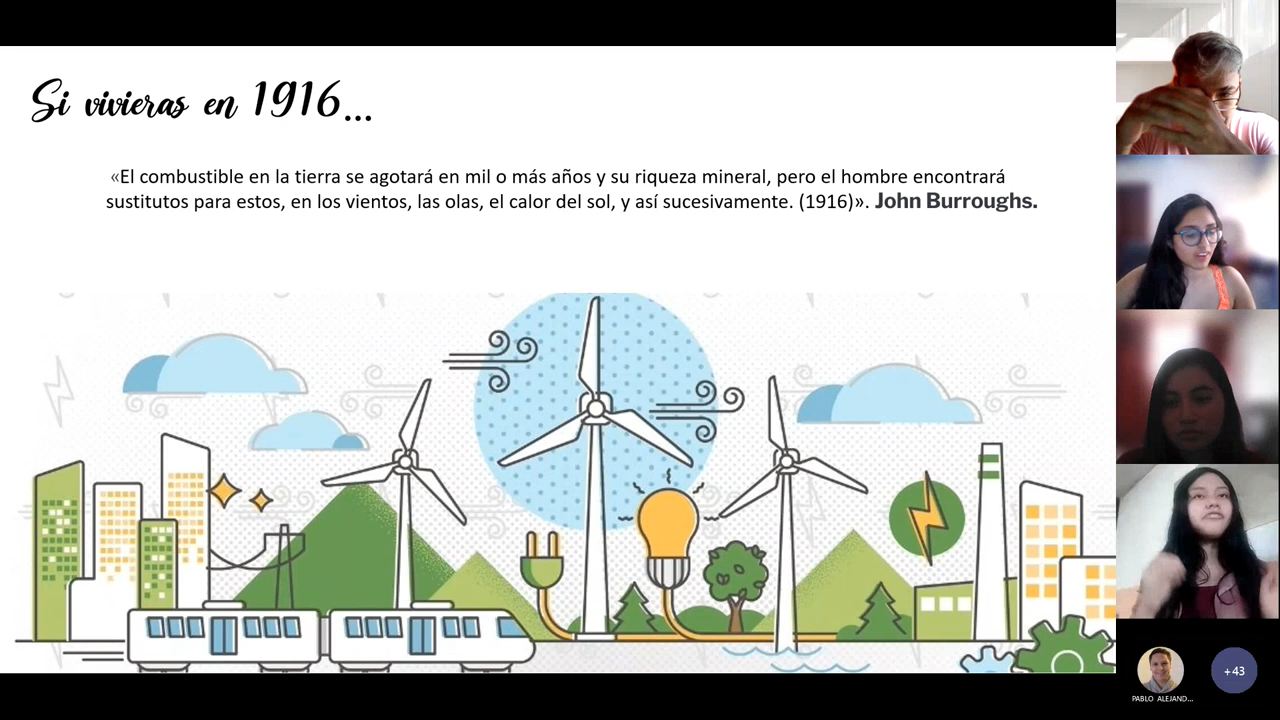 Si vivieras en 1916...
«El combustible en la tierra se agotará en mil o más años y su riqueza mineral, pero el hombre encontrará
sustitutos para estos, en los vientos, las olas, el calor del sol, y así sucesivamente. (1916)». John Burroughs.
PABLO ALEJAND...
+43